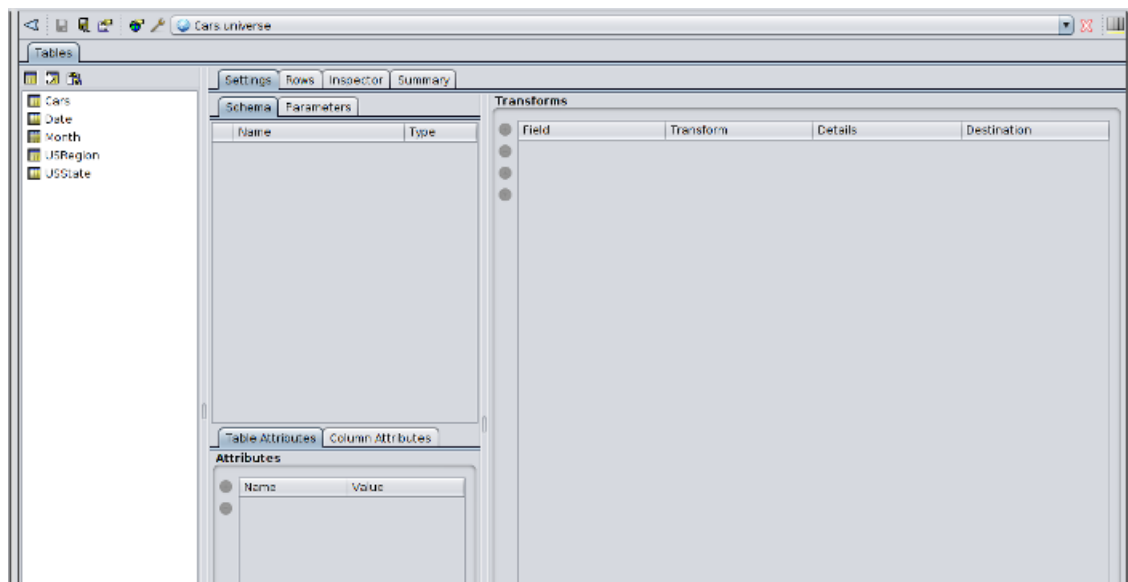 Cars.universe
Tables
Settings Rows Inspector Summary
Cars
Date
Month
USRegion
USState
Schema Parameters
Name Type
Transforms
Field Transform Details Destination
Table Attributes Column Attributes
Attributes
Name Value